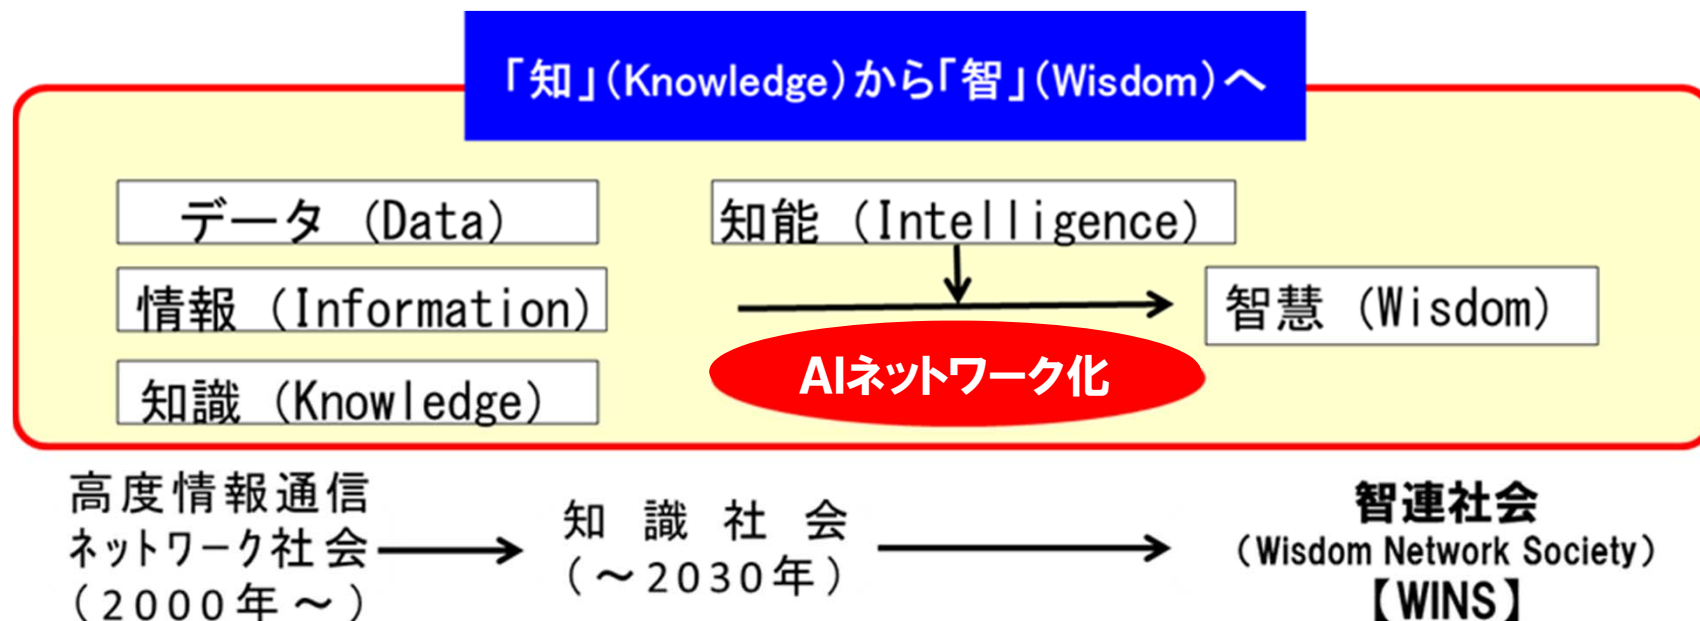 「知」(Knowledge)から「智」(Wisdom)へ
データ (Data)
知能 (Intelligence)
情報 (Information)
智慧 (Wisdom)
知識 (Knowledge)
AIネットワーク化
高度情報通信
ネットワーク社会
(2000年～)
知識社会
(～2030年)
智連社会
(Wisdom Network Society)
【WINS】